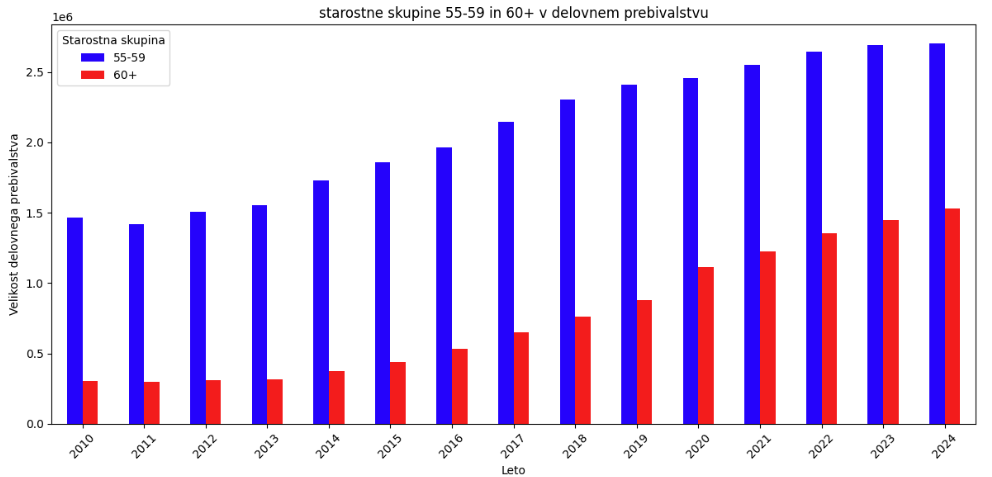 starostne skupine 55-59 in 60+ v delovnem prebivalstvu
1e6
Starostna skupina
55-59
60+
Velikost delovnega prebivalstva
2.5
2.0
1.5
1.0
0.5
0.0
2010 2011 2012 2013 2014 2015 2016 2017 2018 2019 2020 2021 2022 2023 2024
Leto